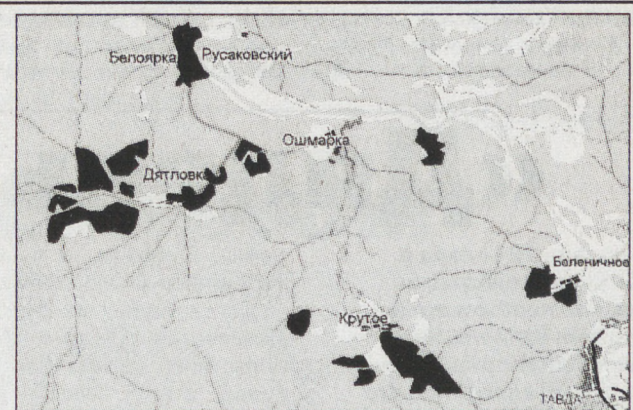 Белоярка
Русаковский
Ошмарка
Дятловка
Беленичное
Крутое
ТАВДА